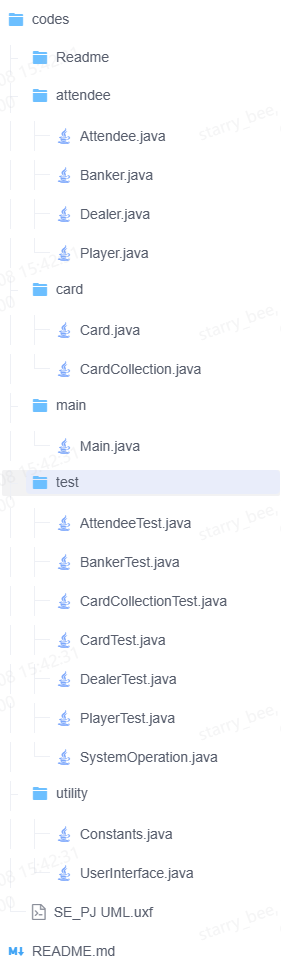 codes
Readme
attendee
Attendee.java
Banker.java
Dealer.java
Player.java
card
Card.java
CardCollection.java
main
Main.java
test
AttendeeTest.java
BankerTest.java
CardCollectionTest.java
CardTest.java
DealerTest.java
PlayerTest.java
SystemOperation.java
utility
Constants.java
UserInterface.java
SE_PJ UML.uxf
README.md